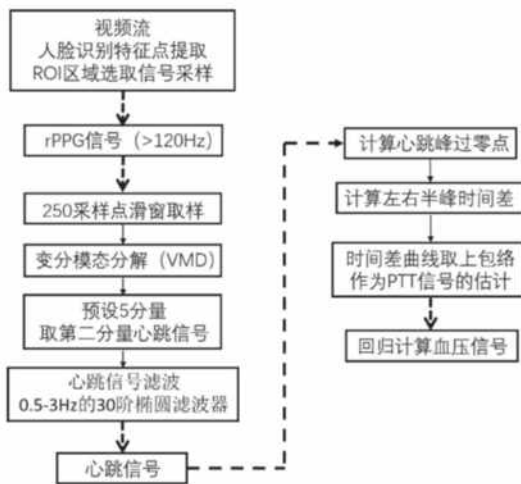 视频流
人脸识别特征点提取
ROI区域选取信号采样
rPPG信号（>120Hz）
250采样点滑窗取样
变分模态分解（VMD）
预设5分量
取第二分量心跳信号
心跳信号滤波
0.5-3Hz的30阶椭圆滤波器
心跳信号
计算心跳峰过零点
计算左右半峰时间差
时间差曲线取上包络
作为PTT信号的估计
回归计算血压信号